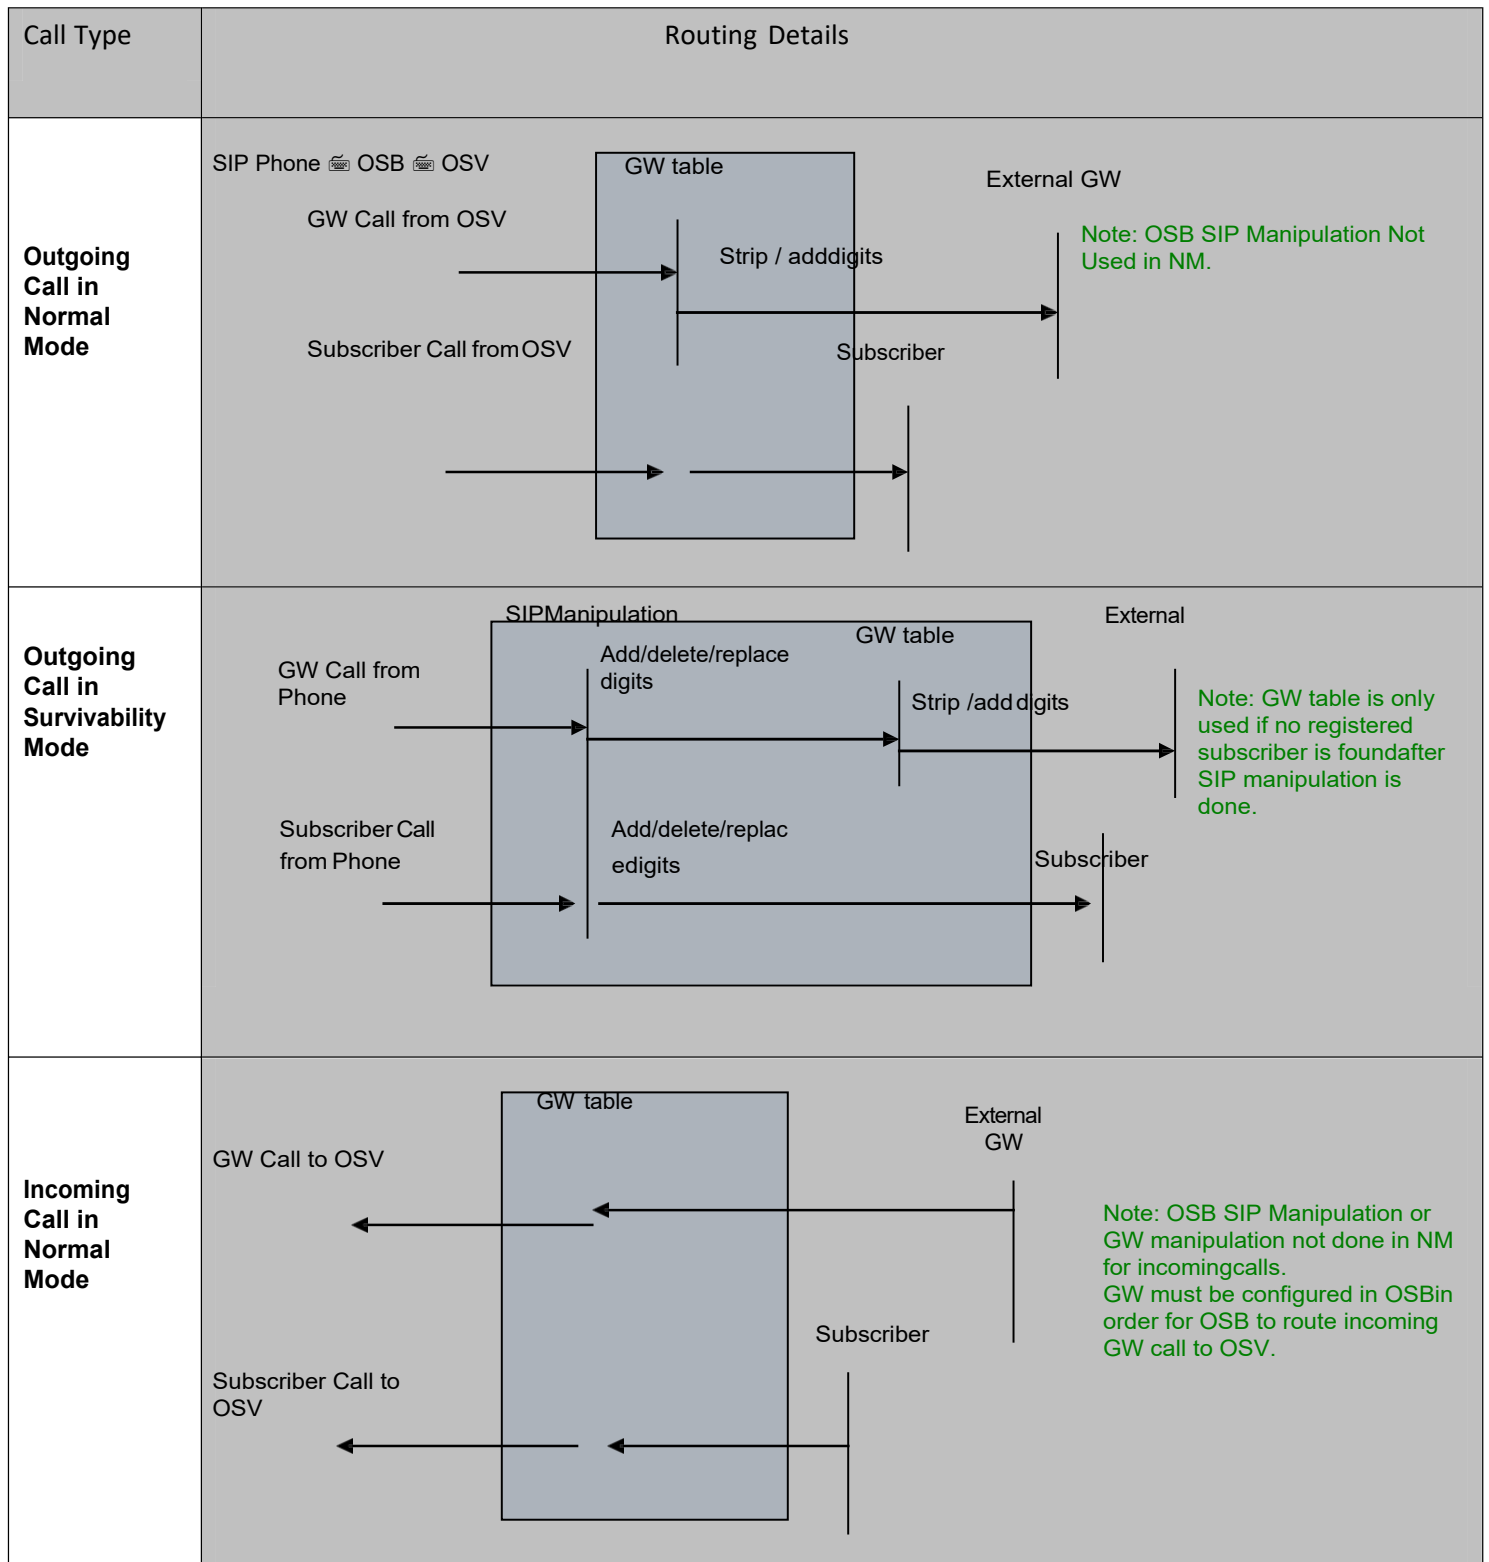 Call Type
Routing Details
Outgoing
Call in
Normal
Mode
SIP Phone 🖮 OSB 🖮 OSV
GW table
External GW
GW Call from OSV
Note: OSB SIP Manipulation Not
Used in NM.
Strip / adddigits
Subscriber Call fromOSV
Subscriber
Outgoing
Call in
Survivability
Mode
SIPManipulation
External
GW table
GW Call from
Phone
Add/delete/replace
digits
Strip /add digits
Note: GW table is only
used if no registered
subscriber is foundafter
SIP manipulation is
done.
Subscriber Call
from Phone
Add/delete/replac
edigits
Subscriber
Incoming
Call in
Normal
Mode
GW table
External
GW
GW Call to OSV
Note: OSB SIP Manipulation or
GW manipulation not done in NM
for incomingcalls.
GW must be configured in OSBin
order for OSB to route incoming
GW call to OSV.
Subscriber
Subscriber Call to
OSV